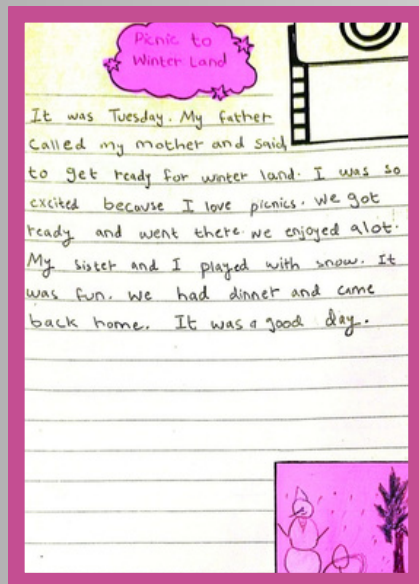 Picnic to
Winter Land
It was Tuesday. My father
called my mother and said
to get ready for winter land. I was so
excited because I love picnics. we got
ready and went there. we enjoyed alot.
My sister and I played with snow. It
was fun. we had dinner and came
back home. It was a good day.